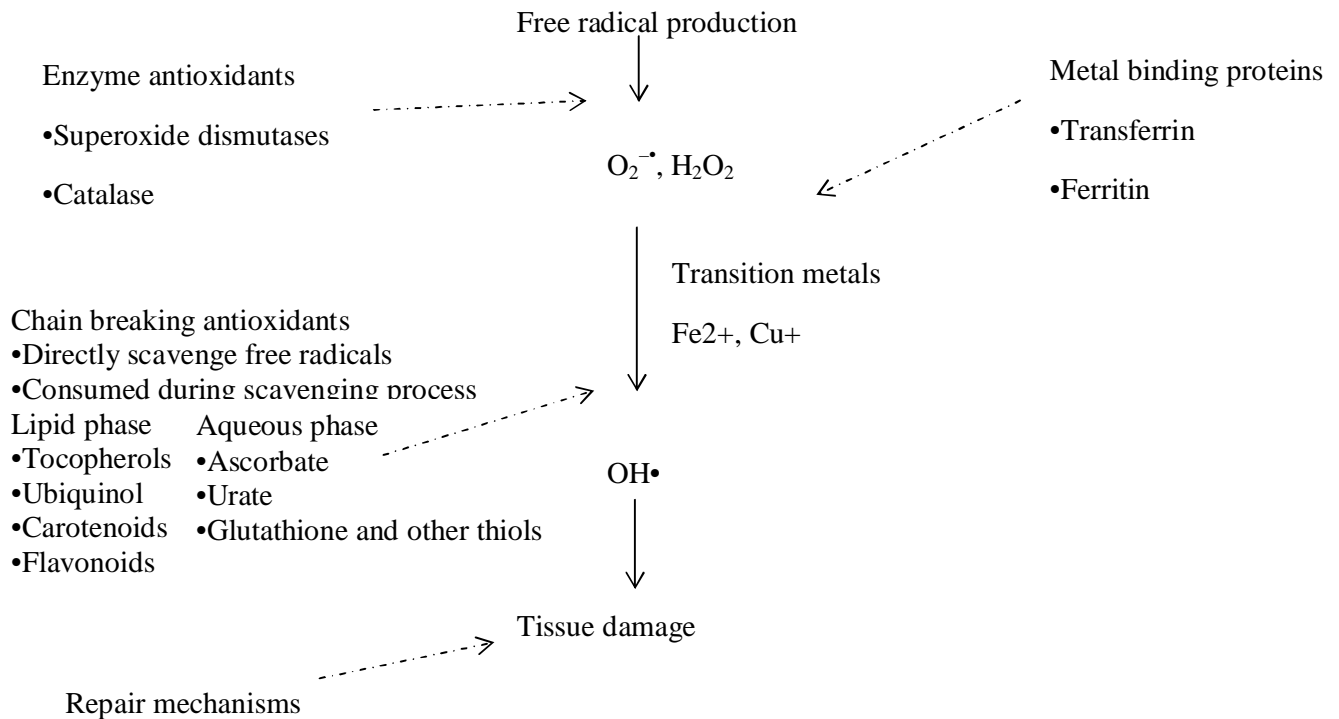 Free radical production
Enzyme antioxidants
•Superoxide dismutases
•Catalase
Metal binding proteins
•Transferrin
•Ferritin
O₂⁻•, H₂O₂
Transition metals
Fe2+, Cu+
Chain breaking antioxidants
•Directly scavenge free radicals
•Consumed during scavenging process
Lipid phase
•Tocopherols
•Ubiquinol
•Carotenoids
•Flavonoids
Aqueous phase
•Ascorbate
•Urate
•Glutathione and other thiols
OH•
Tissue damage
Repair mechanisms